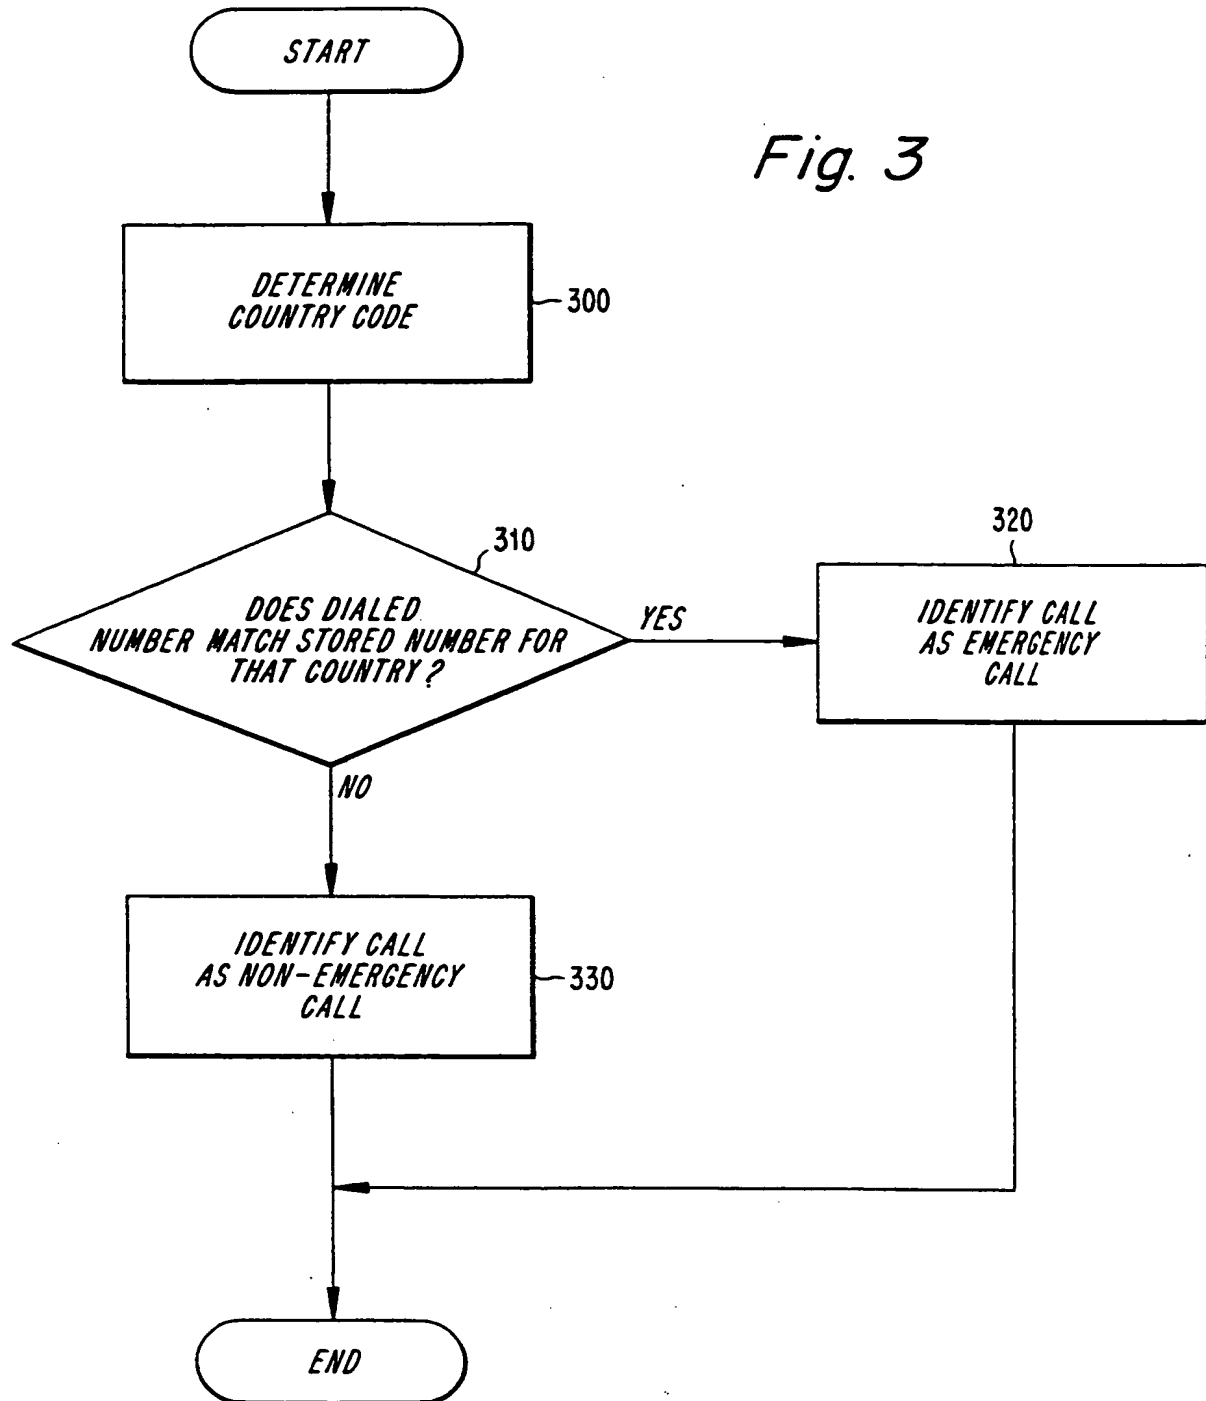 START
Fig. 3
DETERMINE
COUNTRY CODE
300
310
DOES DIALED
NUMBER MATCH STORED NUMBER FOR
THAT COUNTRY?
YES
320
IDENTIFY CALL
AS EMERGENCY
CALL
NO
IDENTIFY CALL
AS NON-EMERGENCY
CALL
330
END